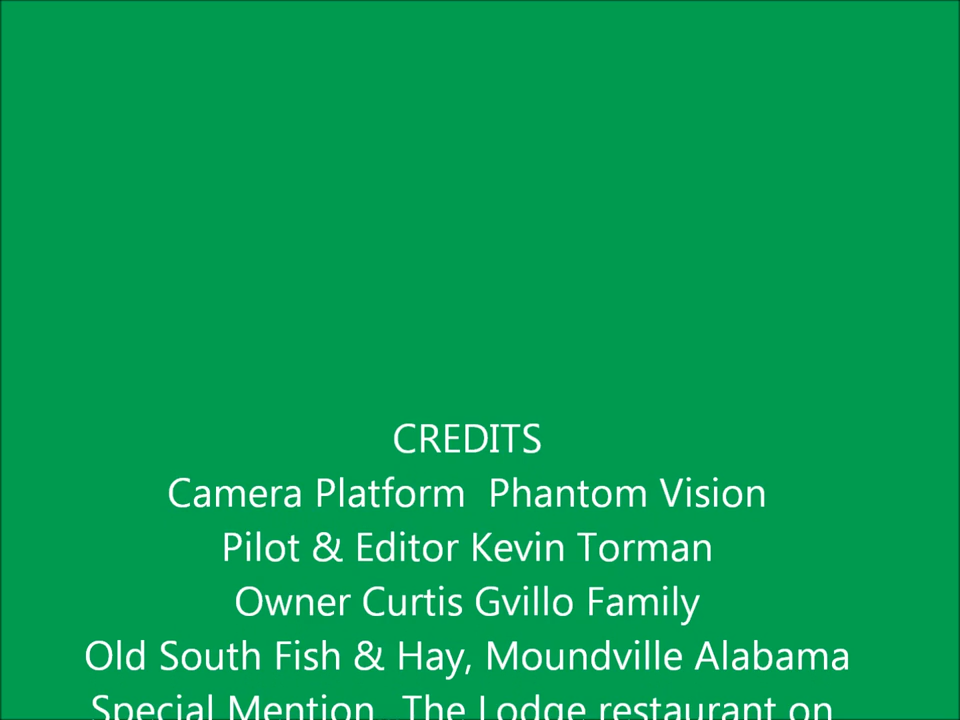 CREDITS
Camera Platform  Phantom Vision
Pilot & Editor Kevin Torman
Owner Curtis Gvillo Family
Old South Fish & Hay, Moundville Alabama
Special Mention  The Lodge restaurant on